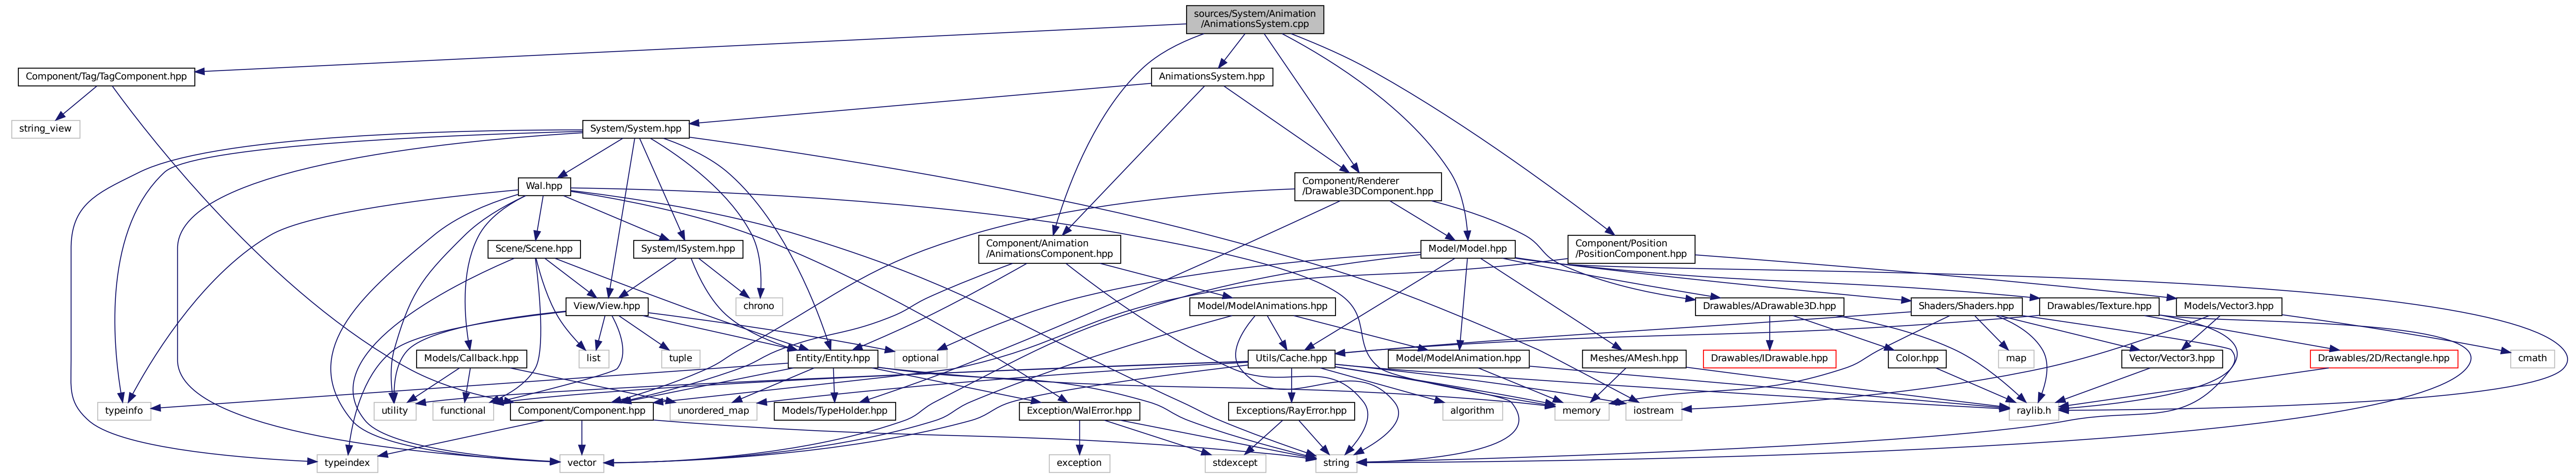 sources/System/Animation
/AnimationsSystem.cpp
Component/Tag/TagComponent.hpp
AnimationsSystem.hpp
string_view
System/System.hpp
Wal.hpp
Component/Renderer
/Drawable3DComponent.hpp
Scene/Scene.hpp
System/ISystem.hpp
Component/Animation
/AnimationsComponent.hpp
Model/Model.hpp
Component/Position
/PositionComponent.hpp
View/View.hpp
chrono
Model/ModelAnimations.hpp
Drawables/ADrawable3D.hpp
Shaders/Shaders.hpp
Drawables/Texture.hpp
Models/Vector3.hpp
Models/Callback.hpp
list
tuple
Entity/Entity.hpp
optional
Utils/Cache.hpp
Model/ModelAnimation.hpp
Meshes/AMesh.hpp
Drawables/IDrawable.hpp
Color.hpp
map
Vector/Vector3.hpp
Drawables/2D/Rectangle.hpp
cmath
typeinfo
utility
functional
Component/Component.hpp
unordered_map
Models/TypeHolder.hpp
Exception/WalError.hpp
Exceptions/RayError.hpp
algorithm
memory
iostream
raylib.h
typeindex
vector
exception
stdexcept
string